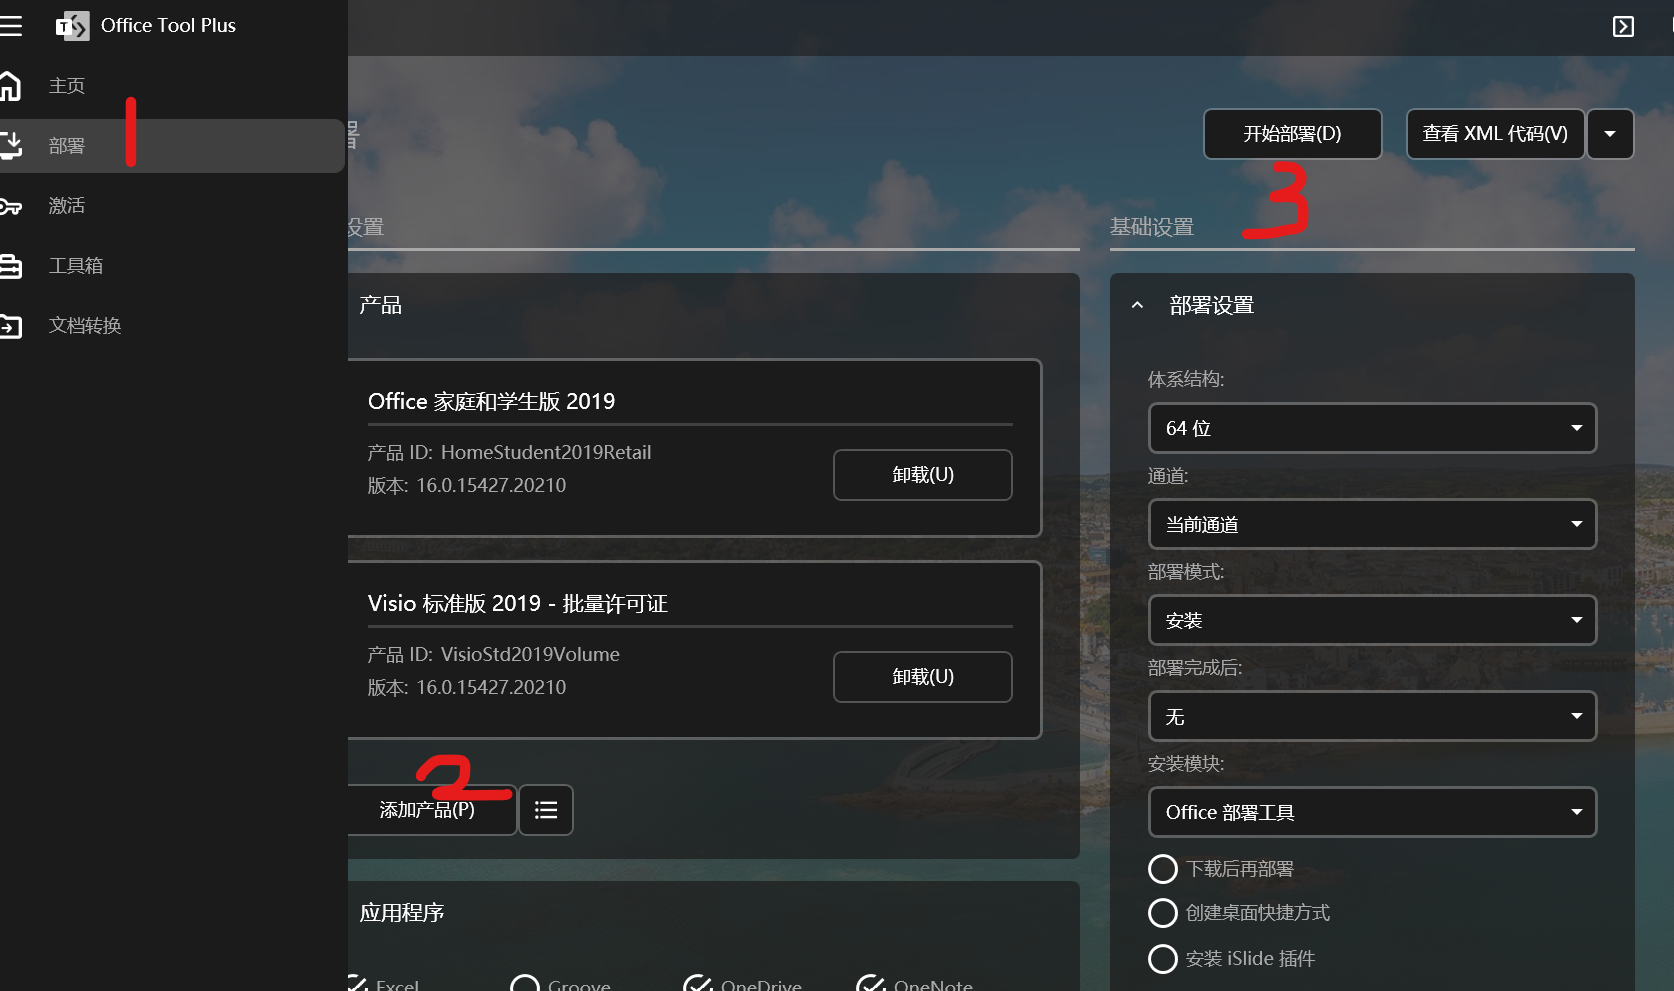 Office Tool Plus
主页
部署
激活
工具箱
文档转换
1
署
开始部署(D)
查看 XML 代码(V)
3
设置
基础设置
产品
Office 家庭和学生版 2019
产品 ID: HomeStudent2019Retail
版本: 16.0.15427.20210
卸载(U)
Visio 标准版 2019 - 批量许可证
产品 ID: VisioStd2019Volume
版本: 16.0.15427.20210
卸载(U)
2
添加产品(P)
应用程序
Excel
Groove
OneDrive
OneNote
部署设置
体系结构:
64 位
通道:
当前通道
部署模式:
安装
部署完成后:
无
安装模块:
Office 部署工具
下载后再部署
创建桌面快捷方式
安装 iSlide 插件